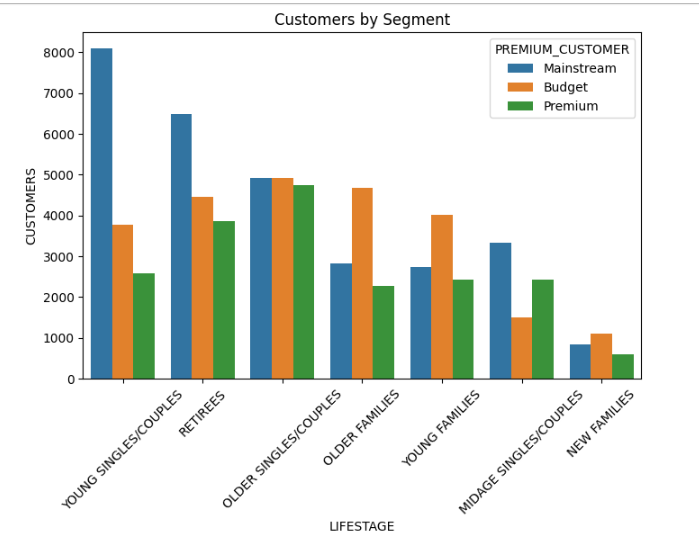 Customers by Segment
PREMIUM_CUSTOMER
Mainstream
Budget
Premium
CUSTOMERS
8000
7000
6000
5000
4000
3000
2000
1000
0
YOUNG SINGLES/COUPLES
RETIREES
OLDER SINGLES/COUPLES
OLDER FAMILIES
YOUNG FAMILIES
MIDAGE SINGLES/COUPLES
NEW FAMILIES
LIFESTAGE